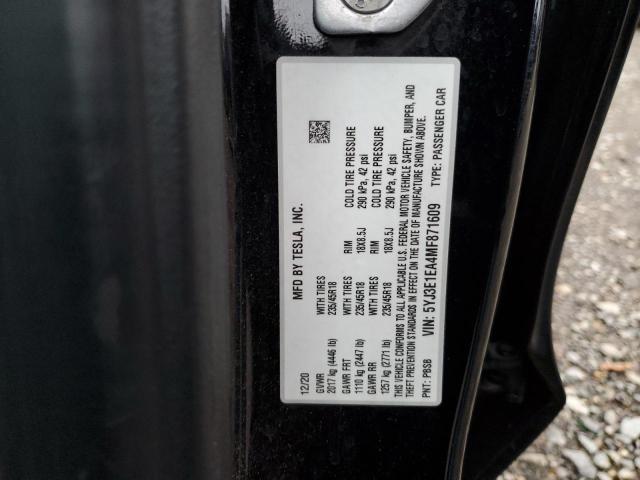 MFD BY TESLA, INC.
12/20
GVWR
2017 kg (4446 lb)
GAWR FRT WITH TIRES RIM COLD TIRE PRESSURE
1110 kg (2447 lb) 235/45R18 18X8.5J 290 kPa, 42 psi
GAWR RR WITH TIRES RIM COLD TIRE PRESSURE
1257 kg (2771 lb) 235/45R18 18X8.5J 290 kPa, 42 psi
THIS VEHICLE CONFORMS TO ALL APPLICABLE U.S. FEDERAL MOTOR VEHICLE SAFETY, BUMPER, AND
THEFT PREVENTION STANDARDS IN EFFECT ON THE DATE OF MANUFACTURE SHOWN ABOVE.
PNT: PBSB VIN: 5YJ3E1EA4MF871609 TYPE: PASSENGER CAR